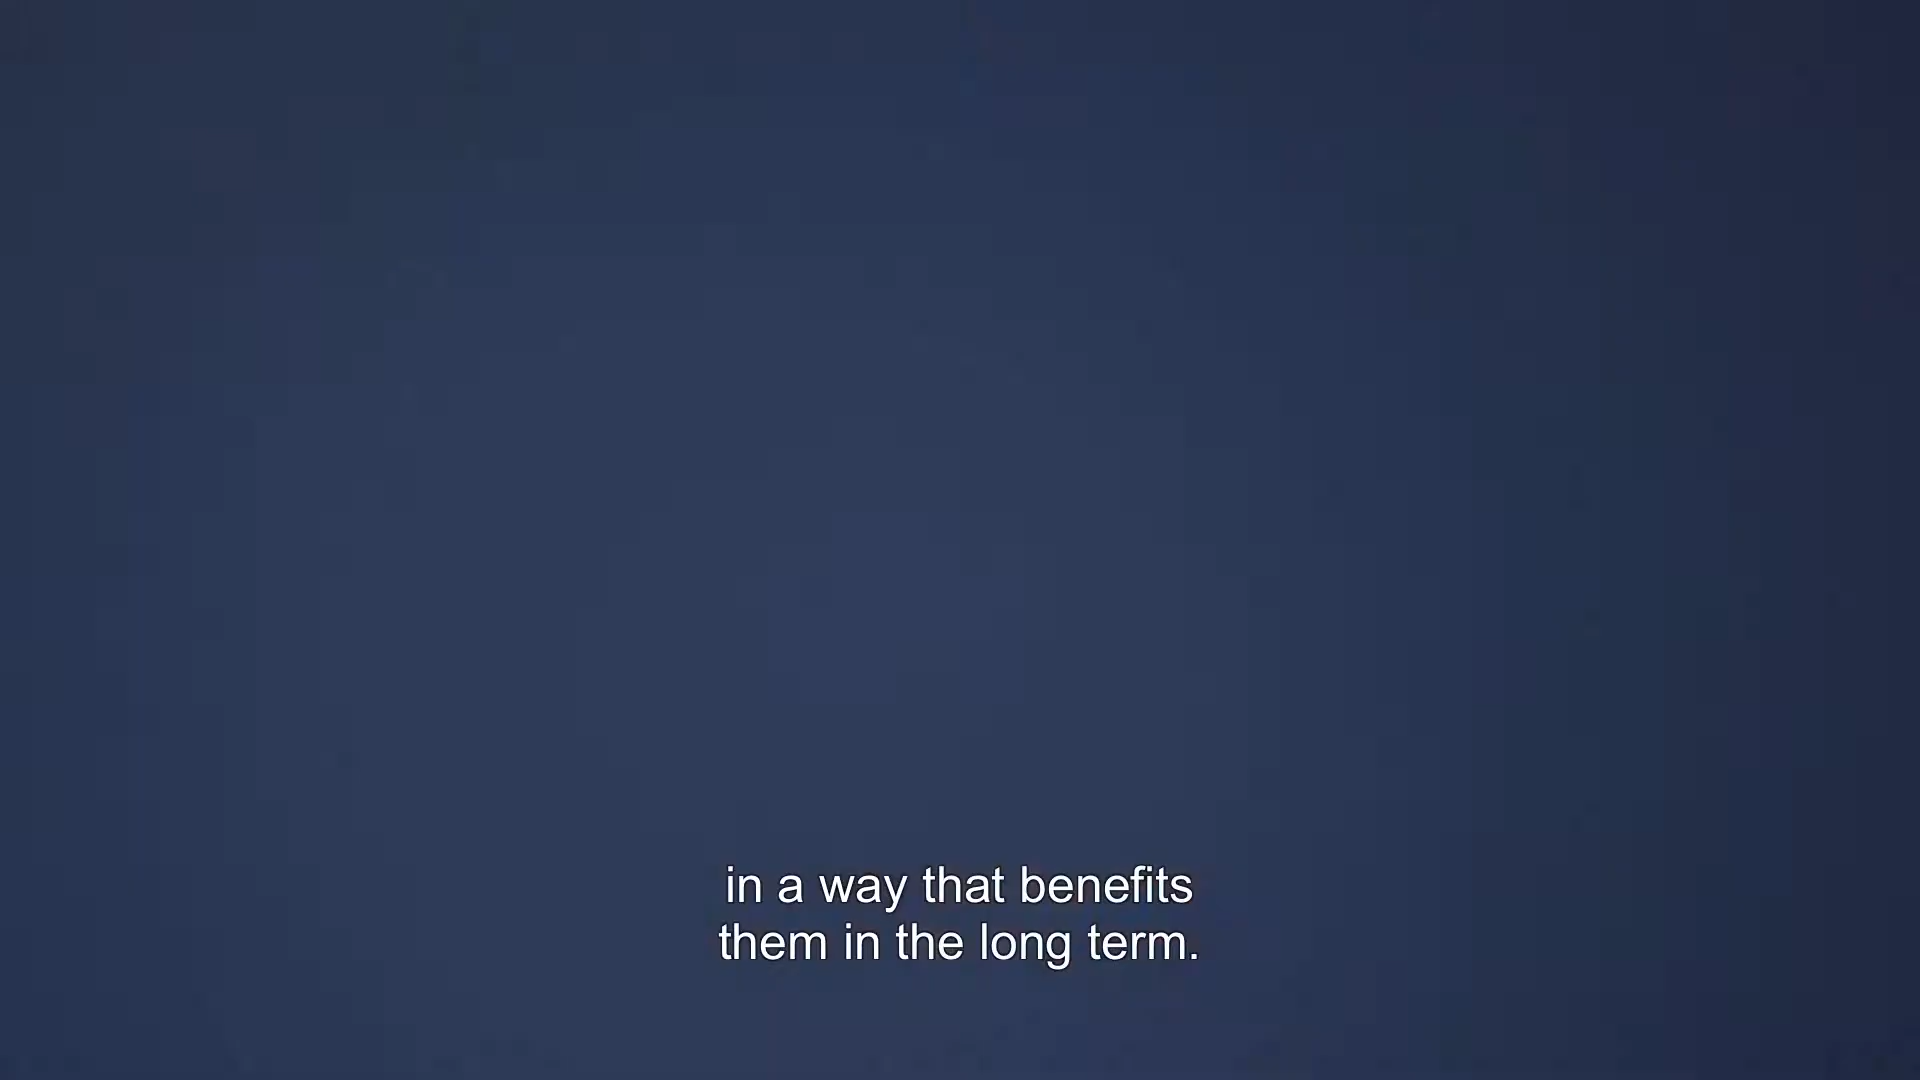 in a way that benefits
them in the long term.